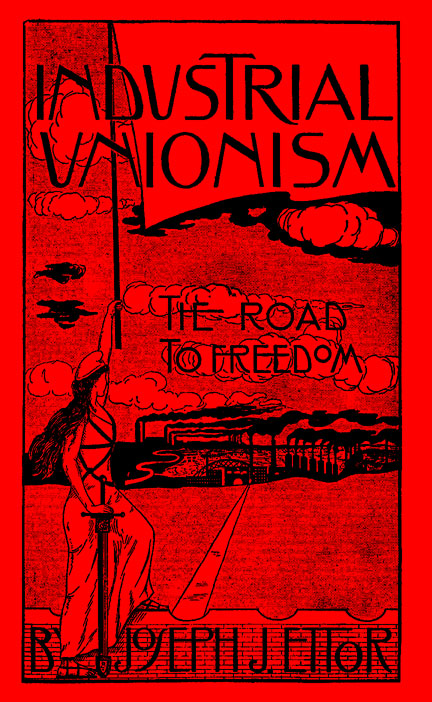 INDUSTRIAL
UNIONISM
THE ROAD
TO FREEDOM
BY JOSEPH J. ETTOR